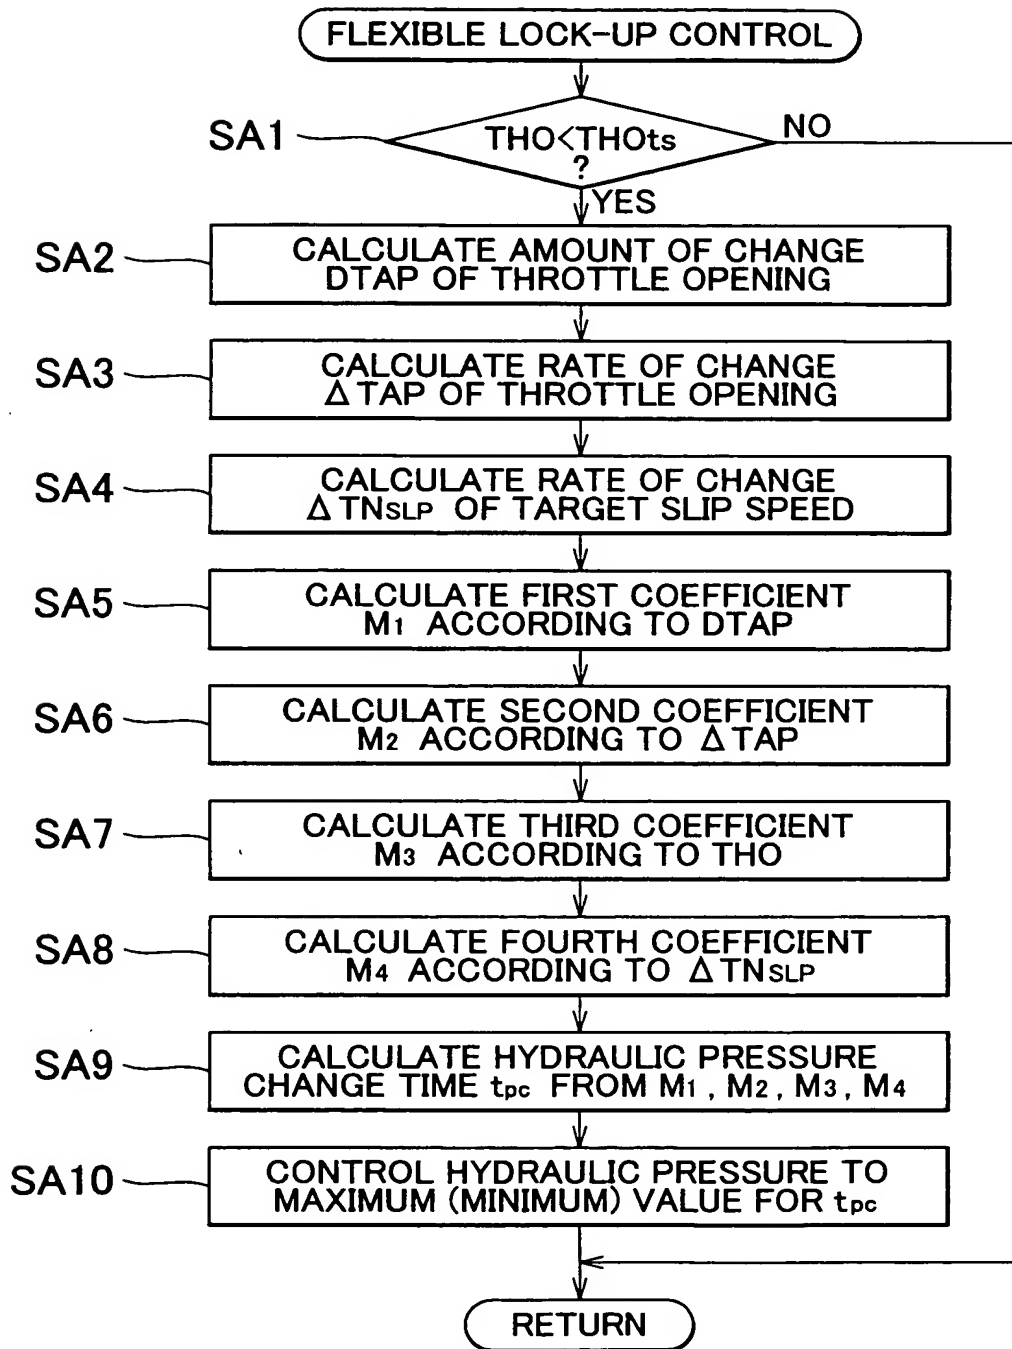 FLEXIBLE LOCK-UP CONTROL
SA1
THO<THOts
?
NO
YES
SA2
CALCULATE AMOUNT OF CHANGE
DTAP OF THROTTLE OPENING
SA3
CALCULATE RATE OF CHANGE
ΔTAP OF THROTTLE OPENING
SA4
CALCULATE RATE OF CHANGE
ΔTNSLP OF TARGET SLIP SPEED
SA5
CALCULATE FIRST COEFFICIENT
M1 ACCORDING TO DTAP
SA6
CALCULATE SECOND COEFFICIENT
M2 ACCORDING TO ΔTAP
SA7
CALCULATE THIRD COEFFICIENT
M3 ACCORDING TO THO
SA8
CALCULATE FOURTH COEFFICIENT
M4 ACCORDING TO ΔTNSLP
SA9
CALCULATE HYDRAULIC PRESSURE
CHANGE TIME tpc FROM M1, M2, M3, M4
SA10
CONTROL HYDRAULIC PRESSURE TO
MAXIMUM (MINIMUM) VALUE FOR tpc
RETURN